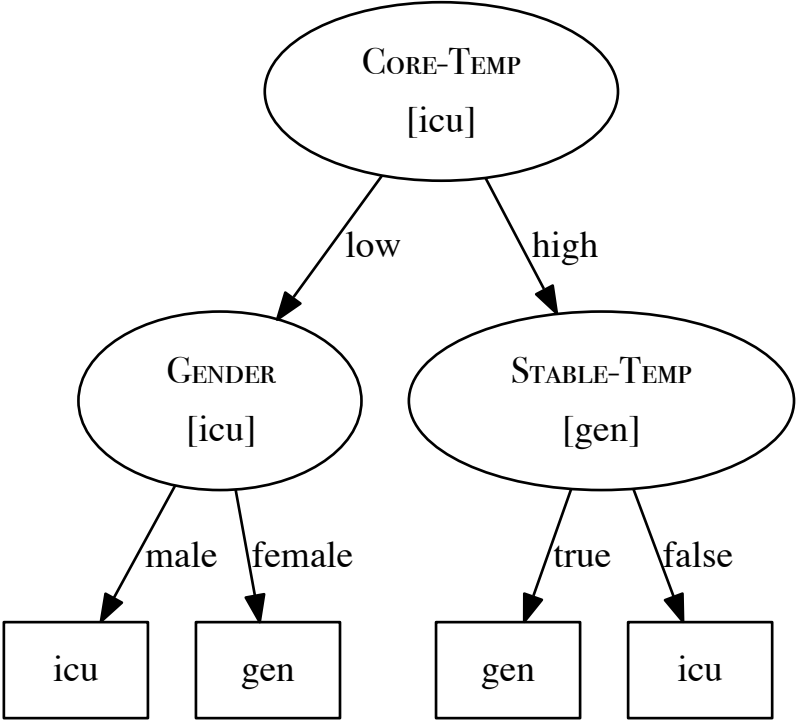 Core-Temp
[icu]
low
high
Gender
[icu]
Stable-Temp
[gen]
male
female
true
false
icu
gen
gen
icu